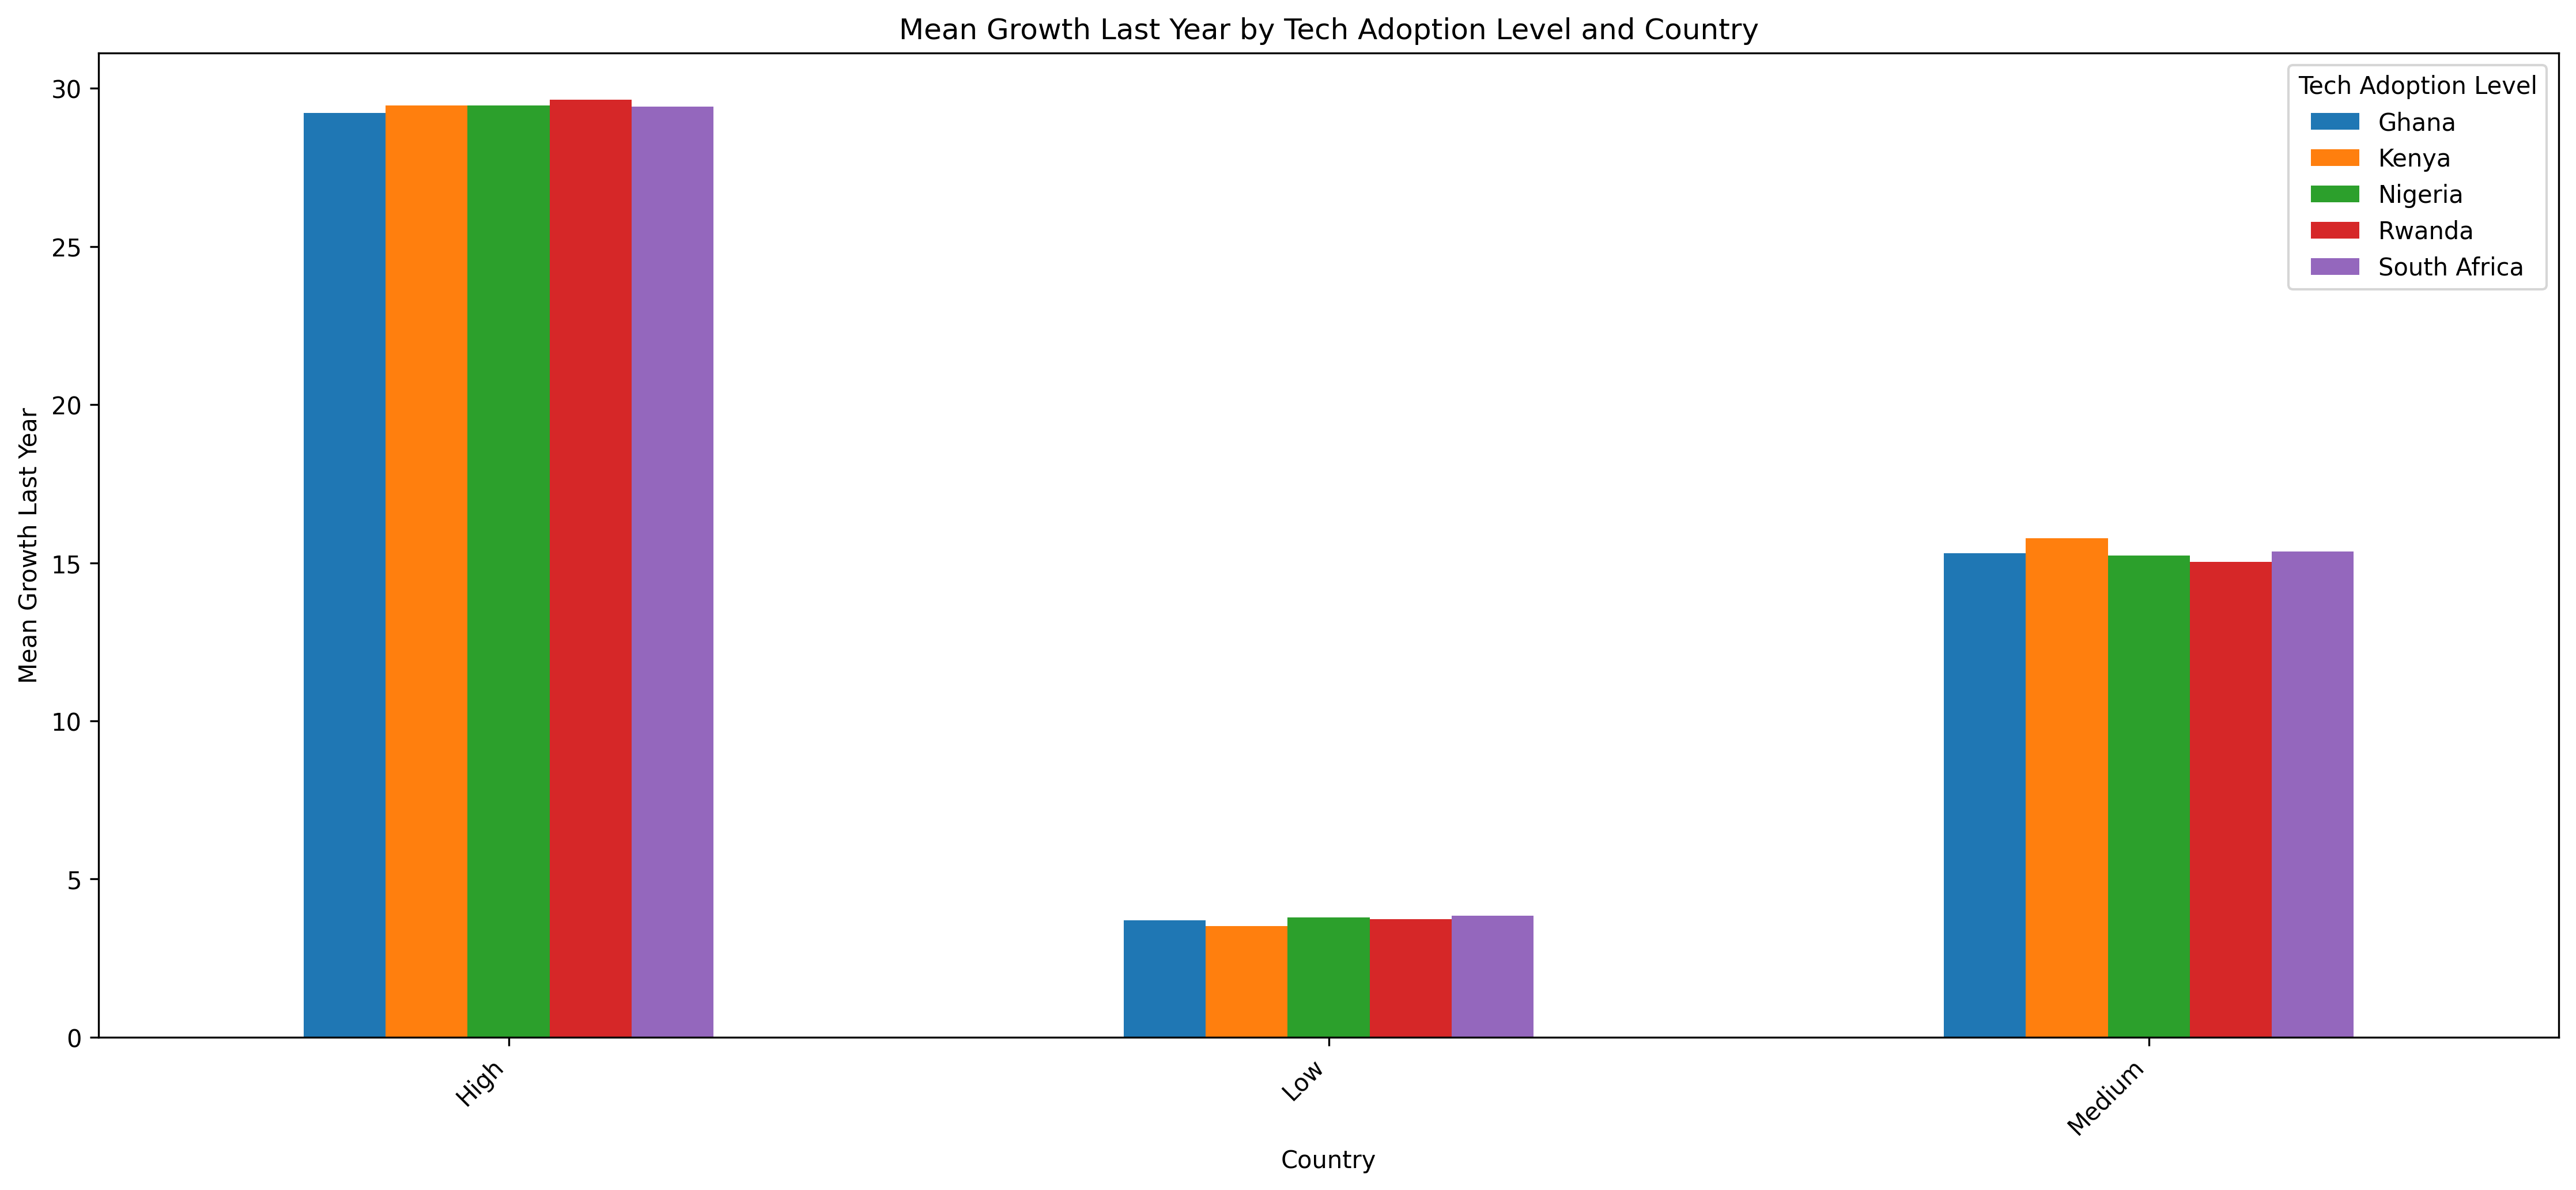 Mean Growth Last Year by Tech Adoption Level and Country
Mean Growth Last Year
30
25
20
15
10
5
0
Tech Adoption Level
Ghana
Kenya
Nigeria
Rwanda
South Africa
High
Low
Medium
Country